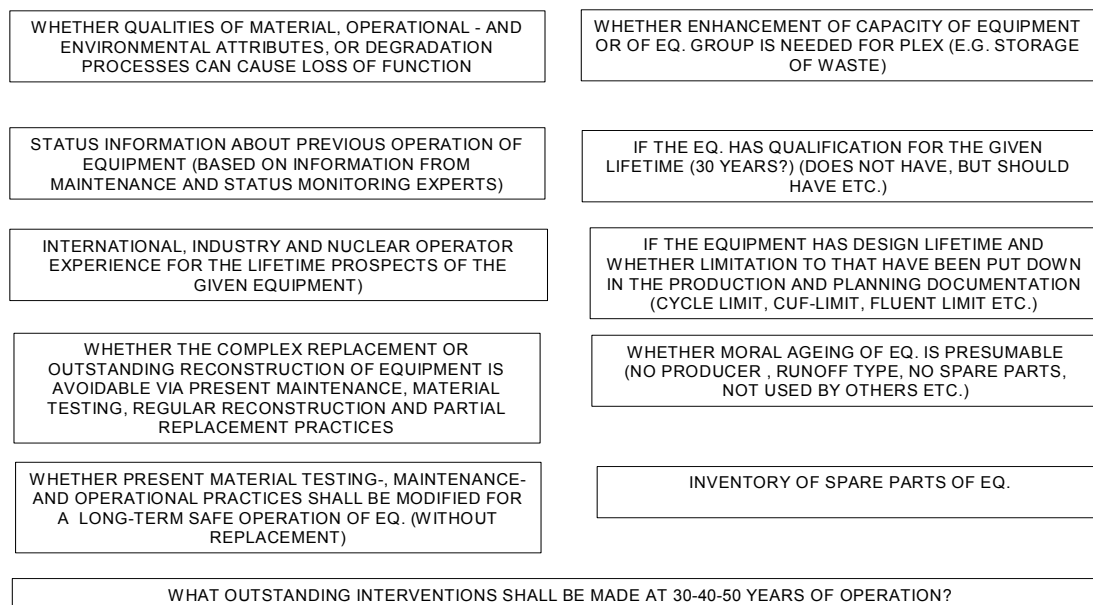 WHETHER QUALITIES OF MATERIAL, OPERATIONAL - AND
ENVIRONMENTAL ATTRIBUTES, OR DEGRADATION
PROCESSES CAN CAUSE LOSS OF FUNCTION
WHETHER ENHANCEMENT OF CAPACITY OF EQUIPMENT
OR OF EQ. GROUP IS NEEDED FOR PLEX (E.G. STORAGE
OF WASTE)
STATUS INFORMATION ABOUT PREVIOUS OPERATION OF
EQUIPMENT (BASED ON INFORMATION FROM
MAINTENANCE AND STATUS MONITORING EXPERTS)
IF THE EQ. HAS QUALIFICATION FOR THE GIVEN
LIFETIME (30 YEARS?) (DOES NOT HAVE, BUT SHOULD
HAVE ETC.)
INTERNATIONAL, INDUSTRY AND NUCLEAR OPERATOR
EXPERIENCE FOR THE LIFETIME PROSPECTS OF THE
GIVEN EQUIPMENT)
IF THE EQUIPMENT HAS DESIGN LIFETIME AND
WHETHER LIMITATION TO THAT HAVE BEEN PUT DOWN
IN THE PRODUCTION AND PLANNING DOCUMENTATION
(CYCLE LIMIT, CUF-LIMIT, FLUENT LIMIT ETC.)
WHETHER THE COMPLEX REPLACEMENT OR
OUTSTANDING RECONSTRUCTION OF EQUIPMENT IS
AVOIDABLE VIA PRESENT MAINTENANCE, MATERIAL
TESTING, REGULAR RECONSTRUCTION AND PARTIAL
REPLACEMENT PRACTICES
WHETHER MORAL AGEING OF EQ. IS PRESUMABLE
(NO PRODUCER , RUNOFF TYPE, NO SPARE PARTS,
NOT USED BY OTHERS ETC.)
WHETHER PRESENT MATERIAL TESTING-, MAINTENANCE-
AND OPERATIONAL PRACTICES SHALL BE MODIFIED FOR
A LONG-TERM SAFE OPERATION OF EQ. (WITHOUT
REPLACEMENT)
INVENTORY OF SPARE PARTS OF EQ.
WHAT OUTSTANDING INTERVENTIONS SHALL BE MADE AT 30-40-50 YEARS OF OPERATION?